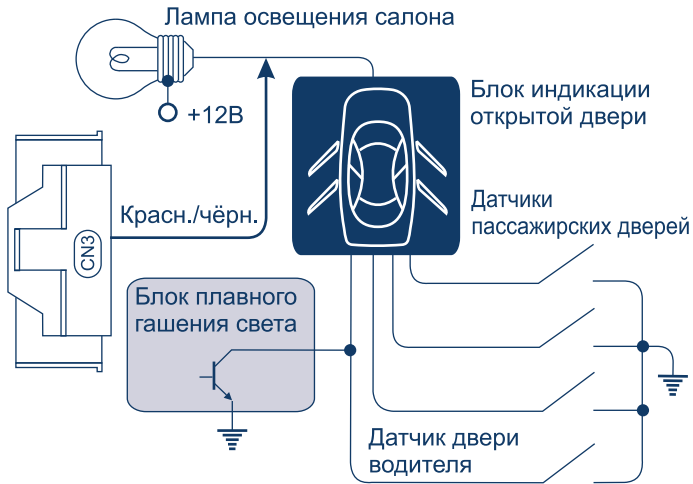 Лампа освещения салона
+12В
Блок индикации
открытой двери
Красн./чёрн.
CN3
Датчики
пассажирских дверей
Блок плавного
гашения света
Датчик двери
водителя